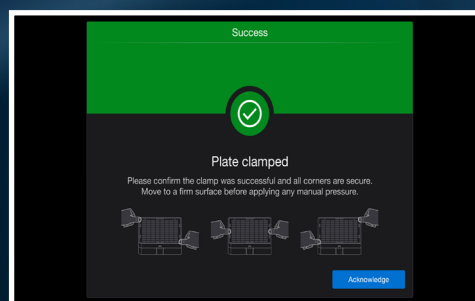 Success
Plate clamped
Please confirm the clamp was successful and all corners are secure.
Move to a firm surface before applying any manual pressure.
Acknowledge